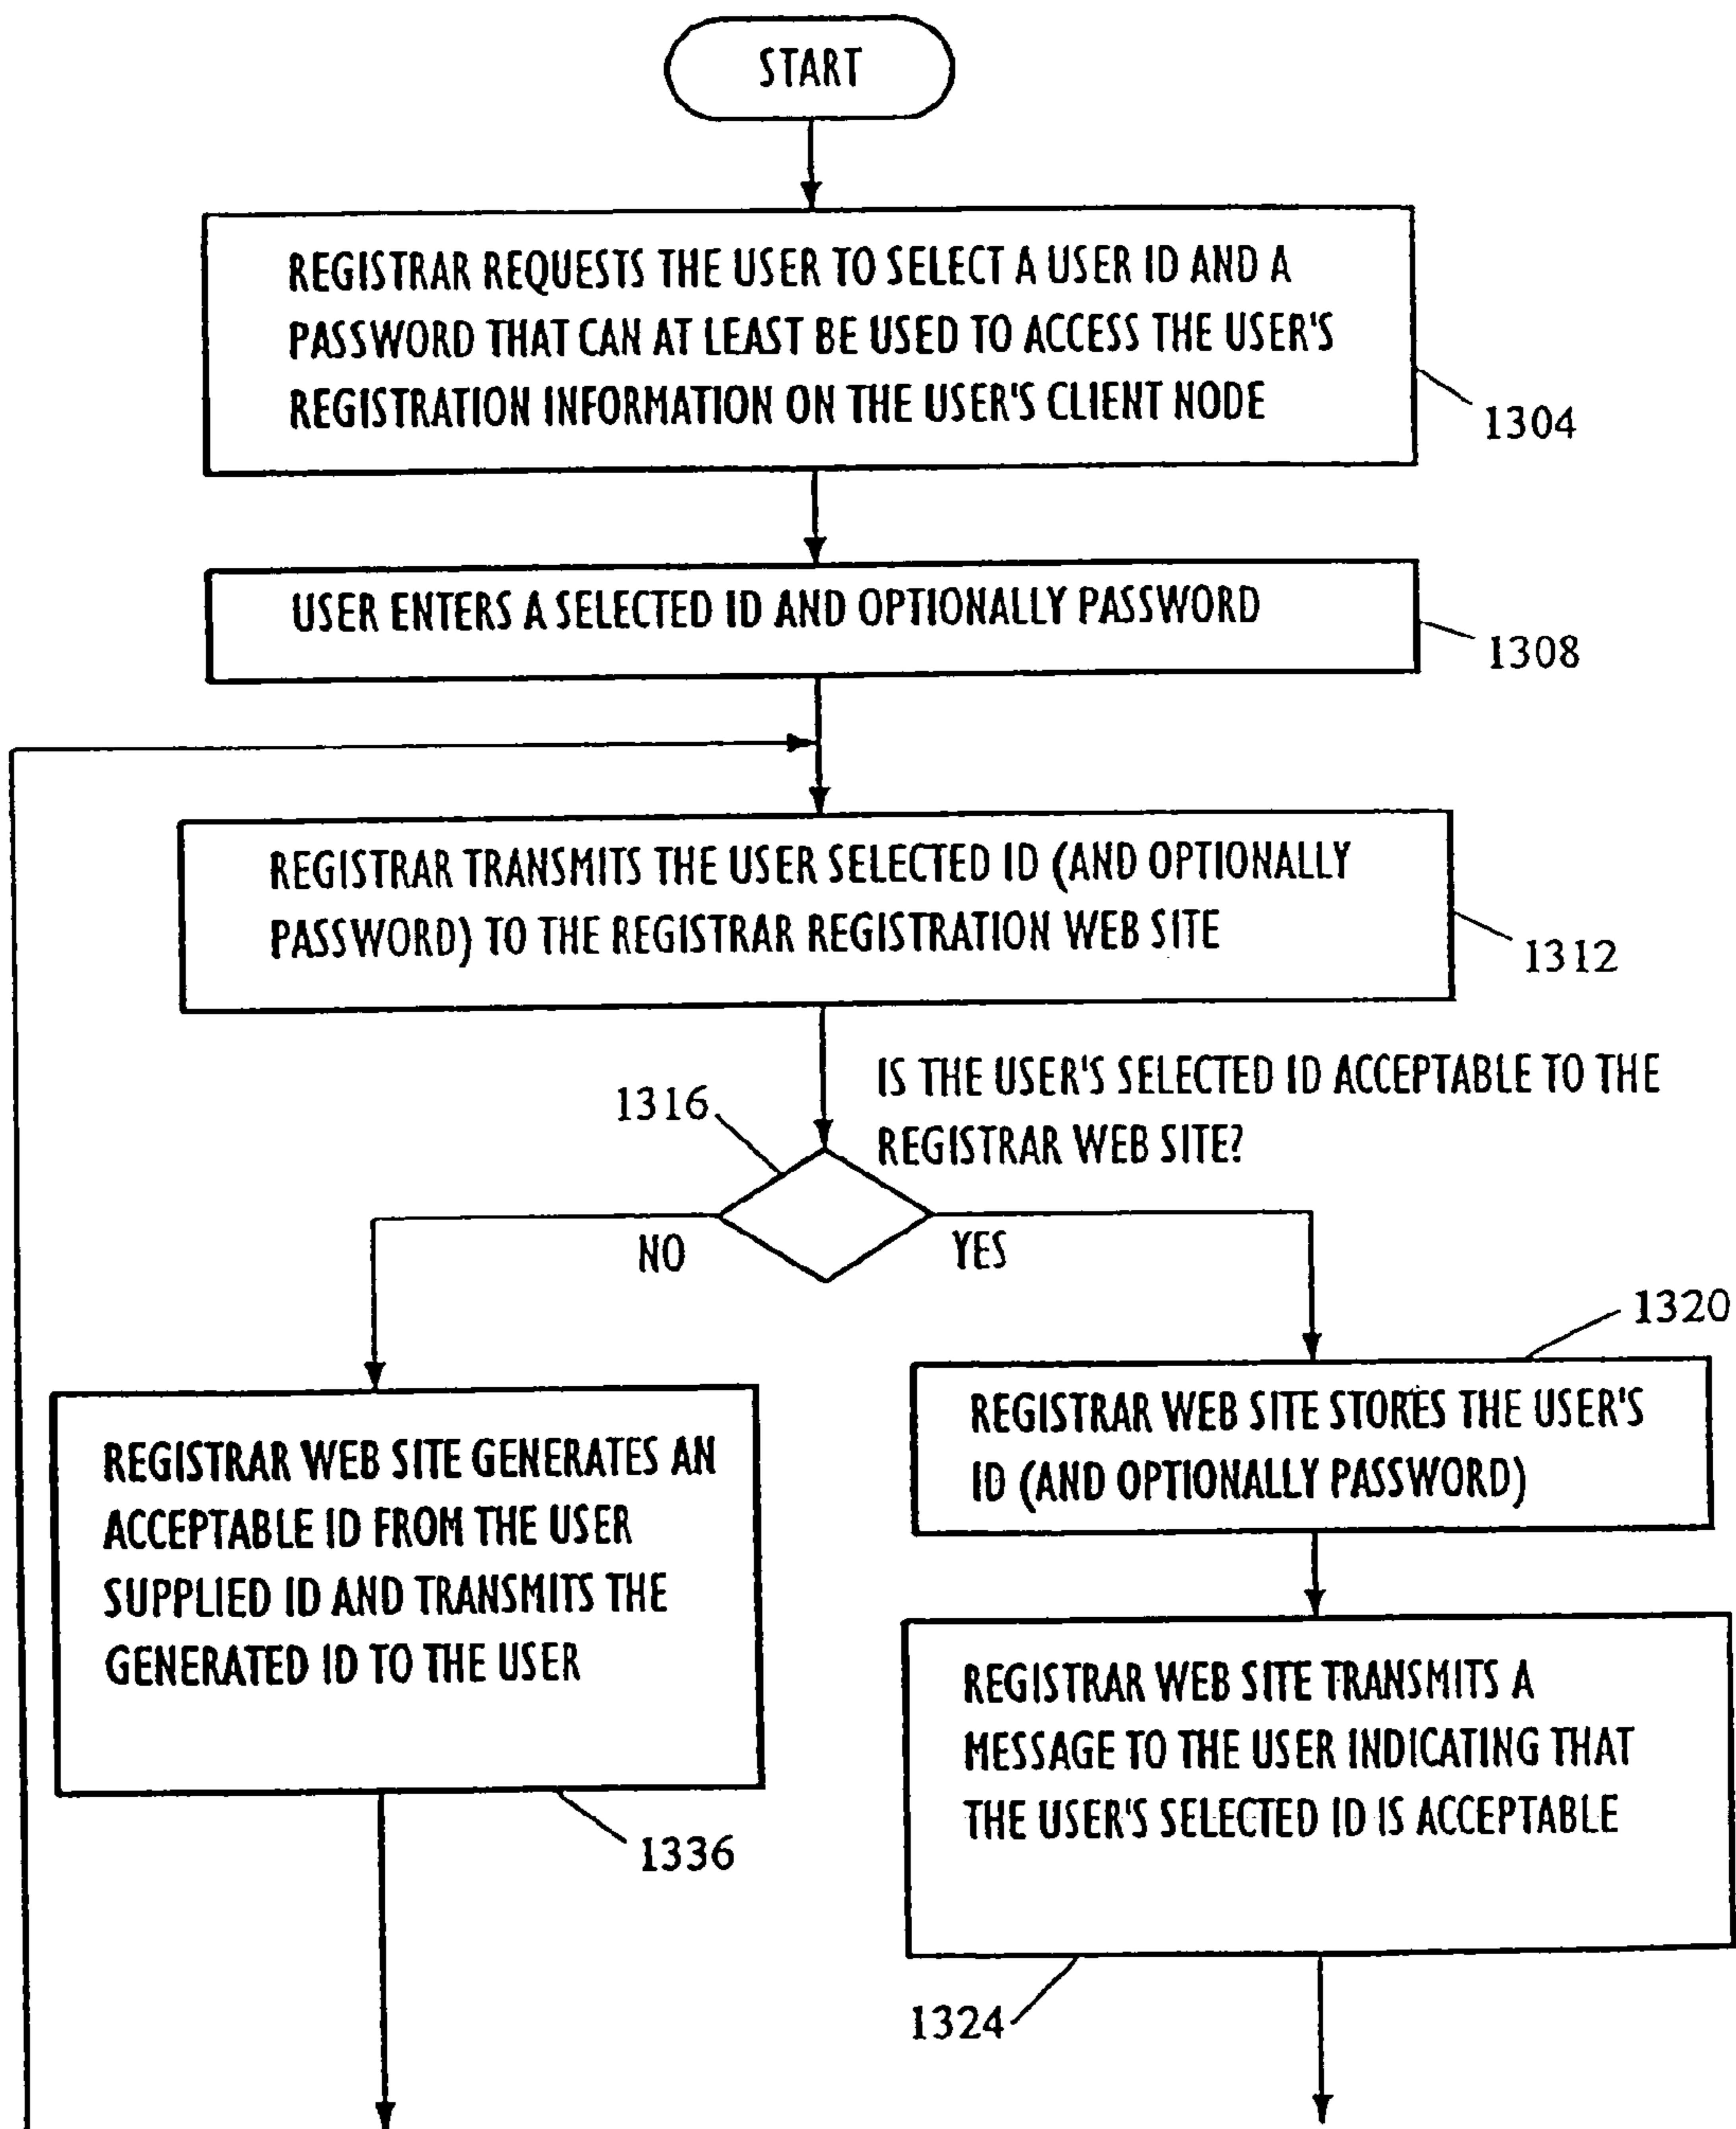 START
REGISTRAR REQUESTS THE USER TO SELECT A USER ID AND A
PASSWORD THAT CAN AT LEAST BE USED TO ACCESS THE USER'S
REGISTRATION INFORMATION ON THE USER'S CLIENT NODE
1304
USER ENTERS A SELECTED ID AND OPTIONALLY PASSWORD
1308
REGISTRAR TRANSMITS THE USER SELECTED ID (AND OPTIONALLY
PASSWORD) TO THE REGISTRAR REGISTRATION WEB SITE
1312
IS THE USER'S SELECTED ID ACCEPTABLE TO THE
REGISTRAR WEB SITE?
1316
NO
YES
1320
REGISTRAR WEB SITE STORES THE USER'S
ID (AND OPTIONALLY PASSWORD)
REGISTRAR WEB SITE GENERATES AN
ACCEPTABLE ID FROM THE USER
SUPPLIED ID AND TRANSMITS THE
GENERATED ID TO THE USER
1336
REGISTRAR WEB SITE TRANSMITS A
MESSAGE TO THE USER INDICATING THAT
THE USER'S SELECTED ID IS ACCEPTABLE
1324